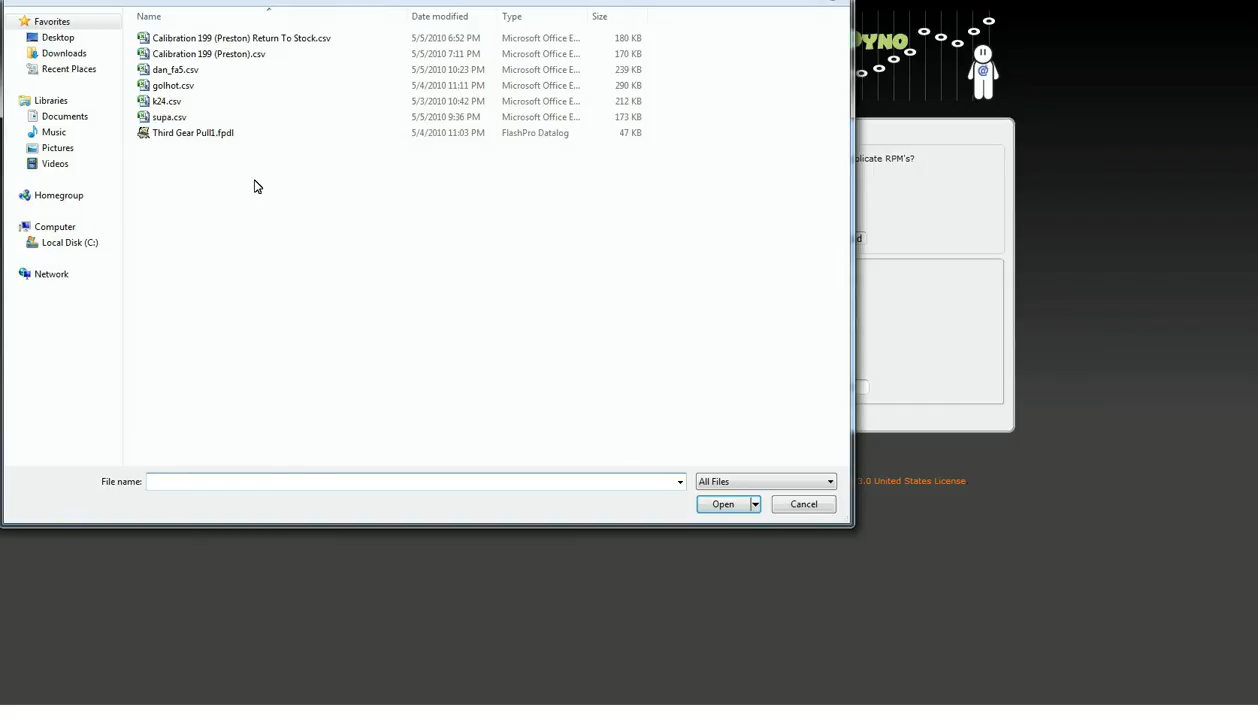 Name Date modified Type Size
Favorites
Desktop
Downloads
Recent Places
Libraries
Documents
Music
Pictures
Videos
Homegroup
Computer
Local Disk (C:)
Network
Calibration 199 (Preston) Return To Stock.csv 5/5/2010 6:52 PM Microsoft Office E... 180 KB
Calibration 199 (Preston).csv 5/5/2010 7:11 PM Microsoft Office E... 170 KB
dan_fa5.csv 5/5/2010 10:23 PM Microsoft Office E... 239 KB
golhot.csv 5/4/2010 11:11 PM Microsoft Office E... 290 KB
k24.csv 5/3/2010 10:42 PM Microsoft Office E... 212 KB
supa.csv 5/5/2010 9:36 PM Microsoft Office E... 173 KB
Third Gear Pull1.fpdl 5/4/2010 11:03 PM FlashPro Datalog 47 KB
File name: All Files
Open Cancel
YNO
plicate RPM's?
d
3.0 United States License